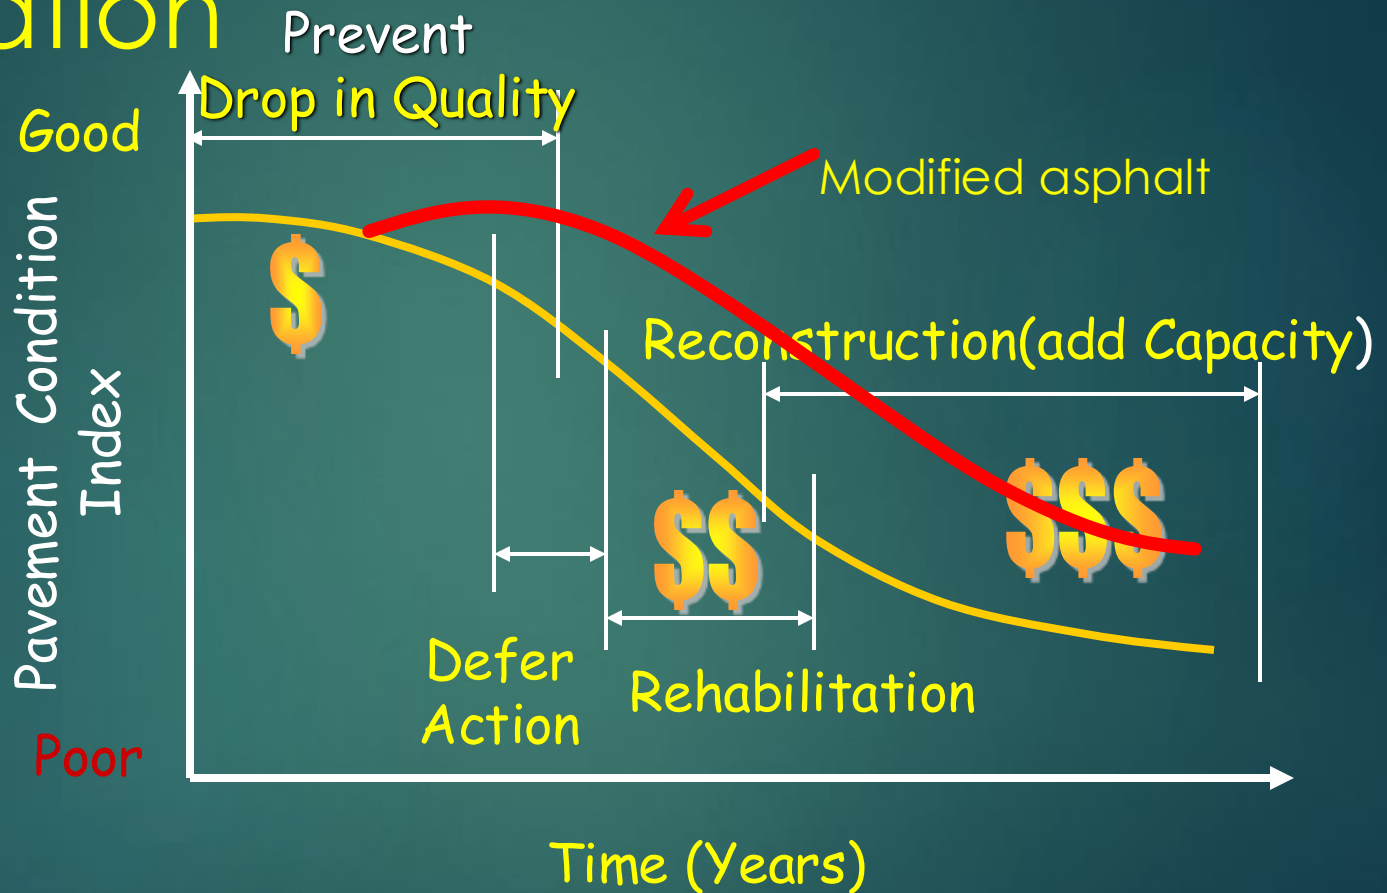 Prevent
Drop in Quality
Good
Modified asphalt
Pavement Condition
Index
$
Reconstruction(add Capacity)
$$$
$$
Defer
Action
Rehabilitation
Poor
Time (Years)